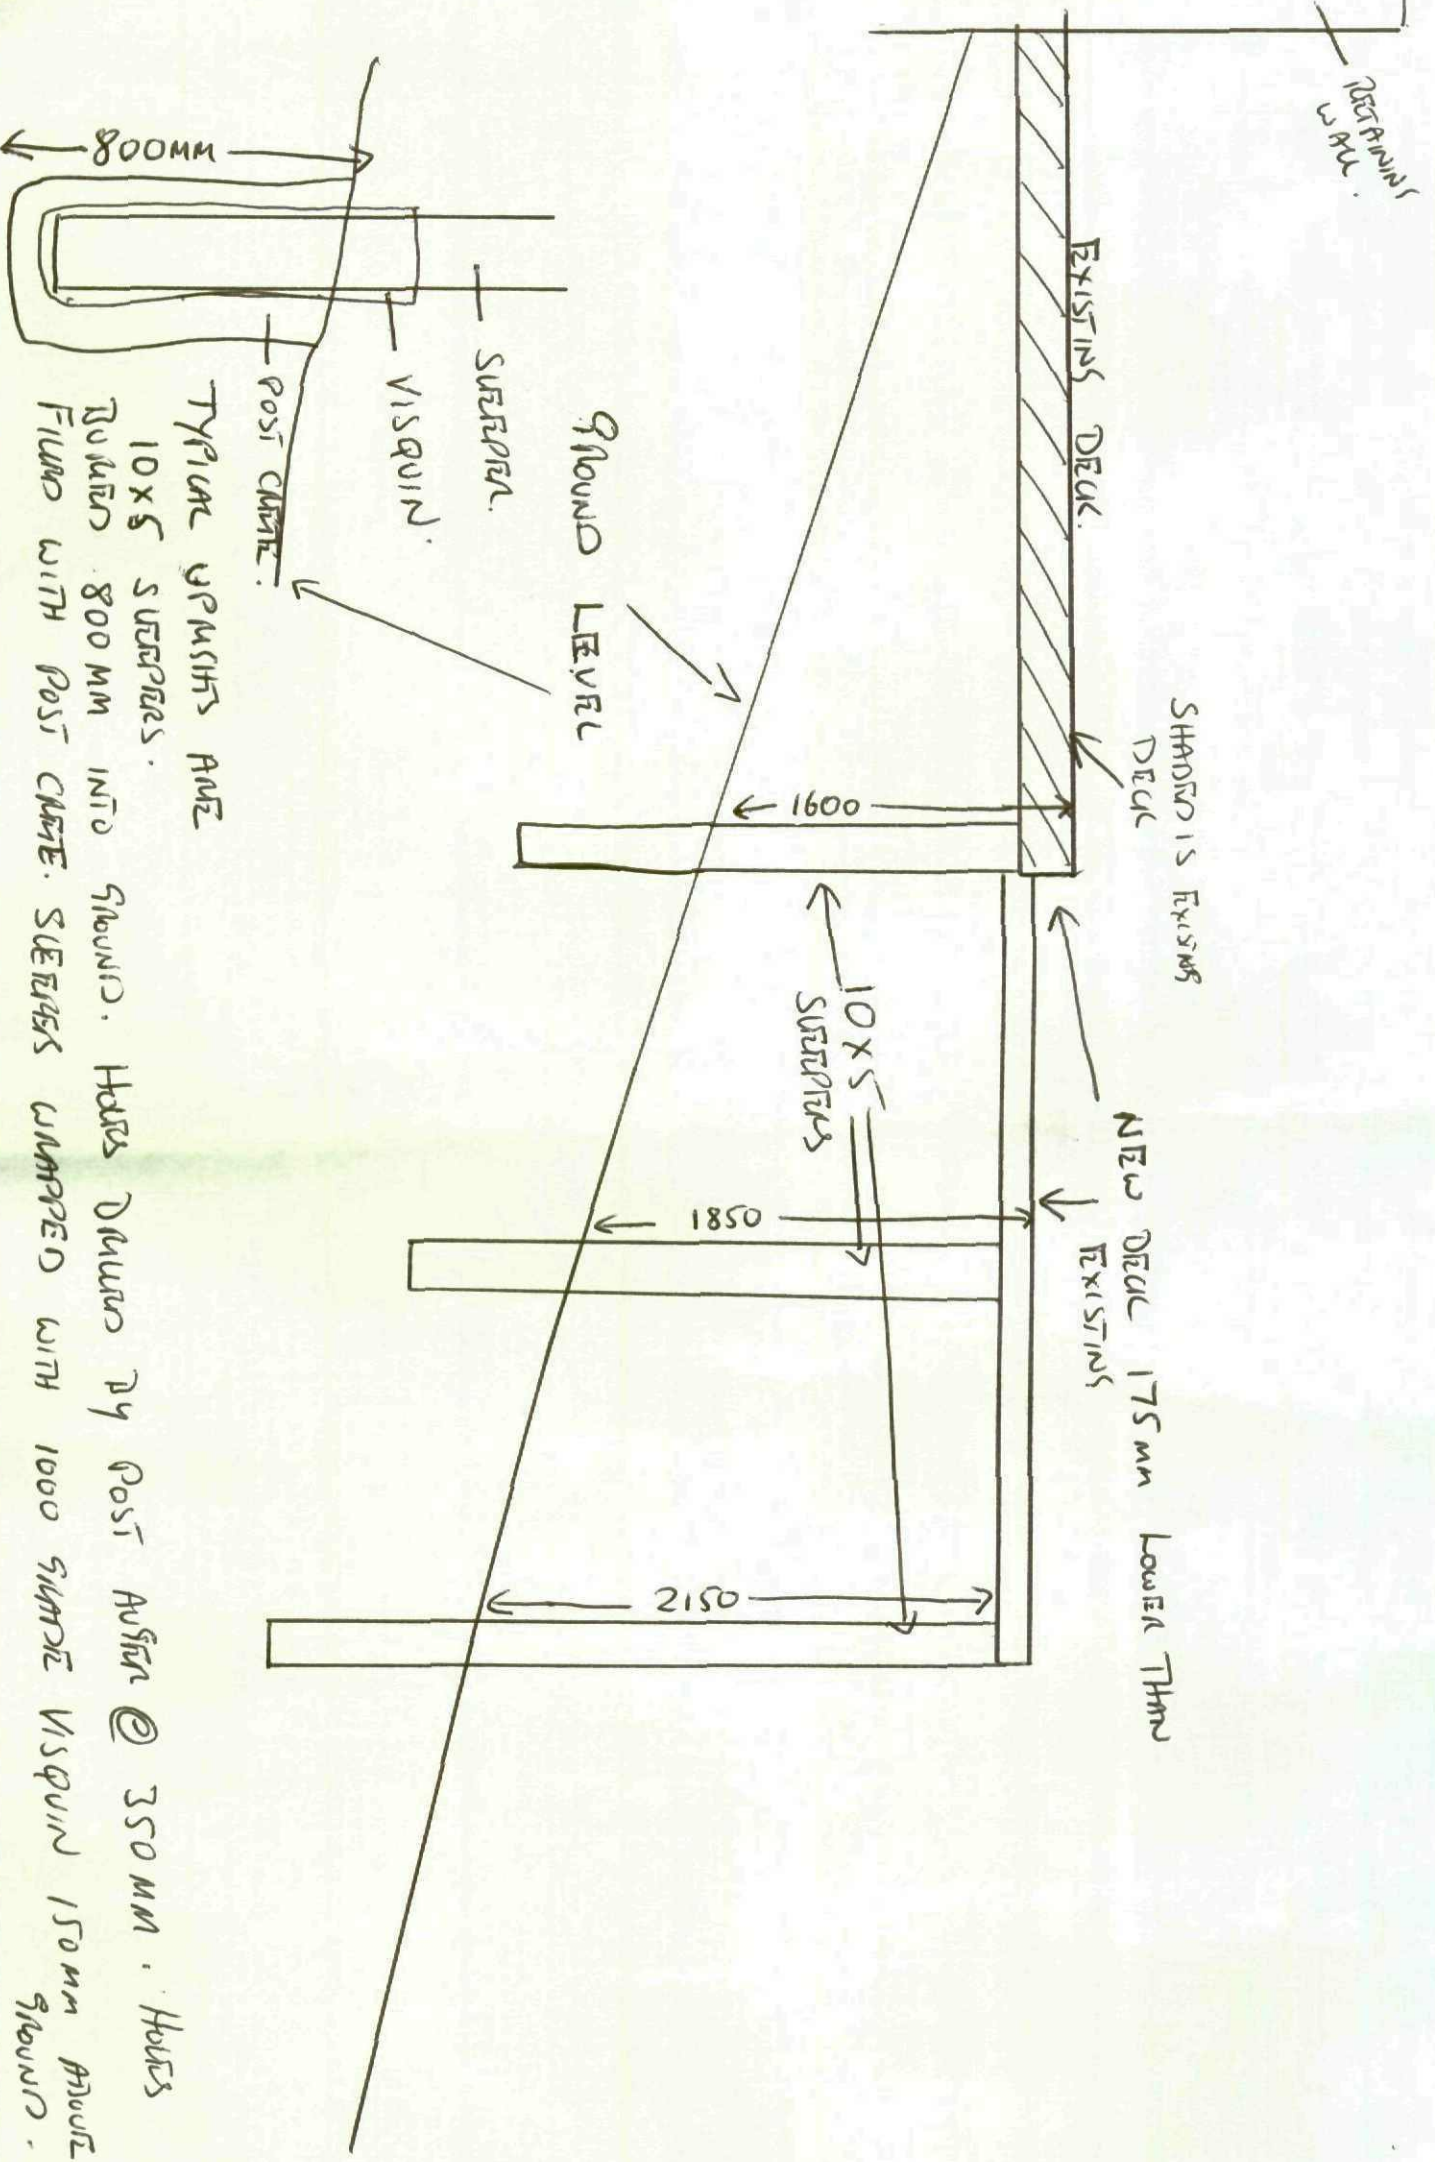 RETAINING
WALL.
EXISTING DECK.
SHADED IS EXISTING
DECK
1600
NEW DECK 175mm LOWER THAN
EXISTING
10X5
SLEEPERS
1850
2150
GROUND LEVEL
800MM
SLEEPER.
VISQUIN
POST CRETE.
TYPICAL UPRIGHTS ARE
10X5 SLEEPERS.
BURIED 800MM INTO GROUND. HOLES DRILLED BY POST AUGER @ 350MM. HOLES
FILLED WITH POST CRETE. SLEEPERS WRAPPED WITH 1000 GRADE VISQUIN 150MM ABOVE
GROUND.